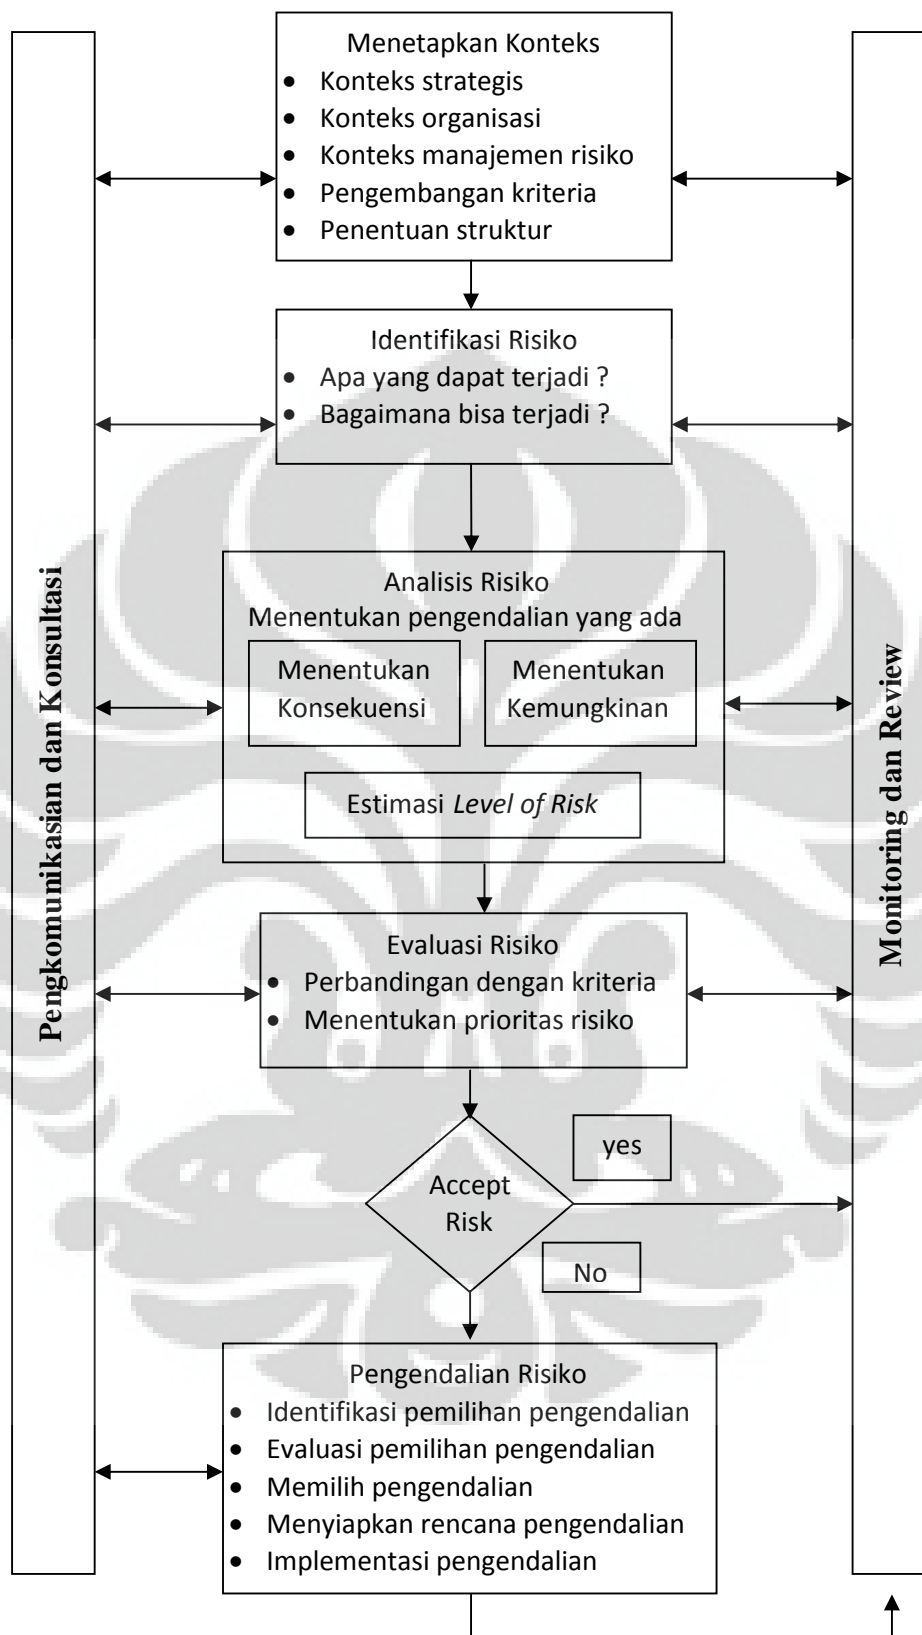 Menetapkan Konteks
• Konteks strategis
• Konteks organisasi
• Konteks manajemen risiko
• Pengembangan kriteria
• Penentuan struktur
Identifikasi Risiko
• Apa yang dapat terjadi ?
• Bagaimana bisa terjadi ?
Analisis Risiko
Menentukan pengendalian yang ada
Menentukan
Konsekuensi
Menentukan
Kemungkinan
Estimasi Level of Risk
Evaluasi Risiko
• Perbandingan dengan kriteria
• Menentukan prioritas risiko
Accept
Risk
yes
No
Pengendalian Risiko
• Identifikasi pemilihan pengendalian
• Evaluasi pemilihan pengendalian
• Memilih pengendalian
• Menyiapkan rencana pengendalian
• Implementasi pengendalian
Pengkomunikasian dan Konsultasi
Monitoring dan Review